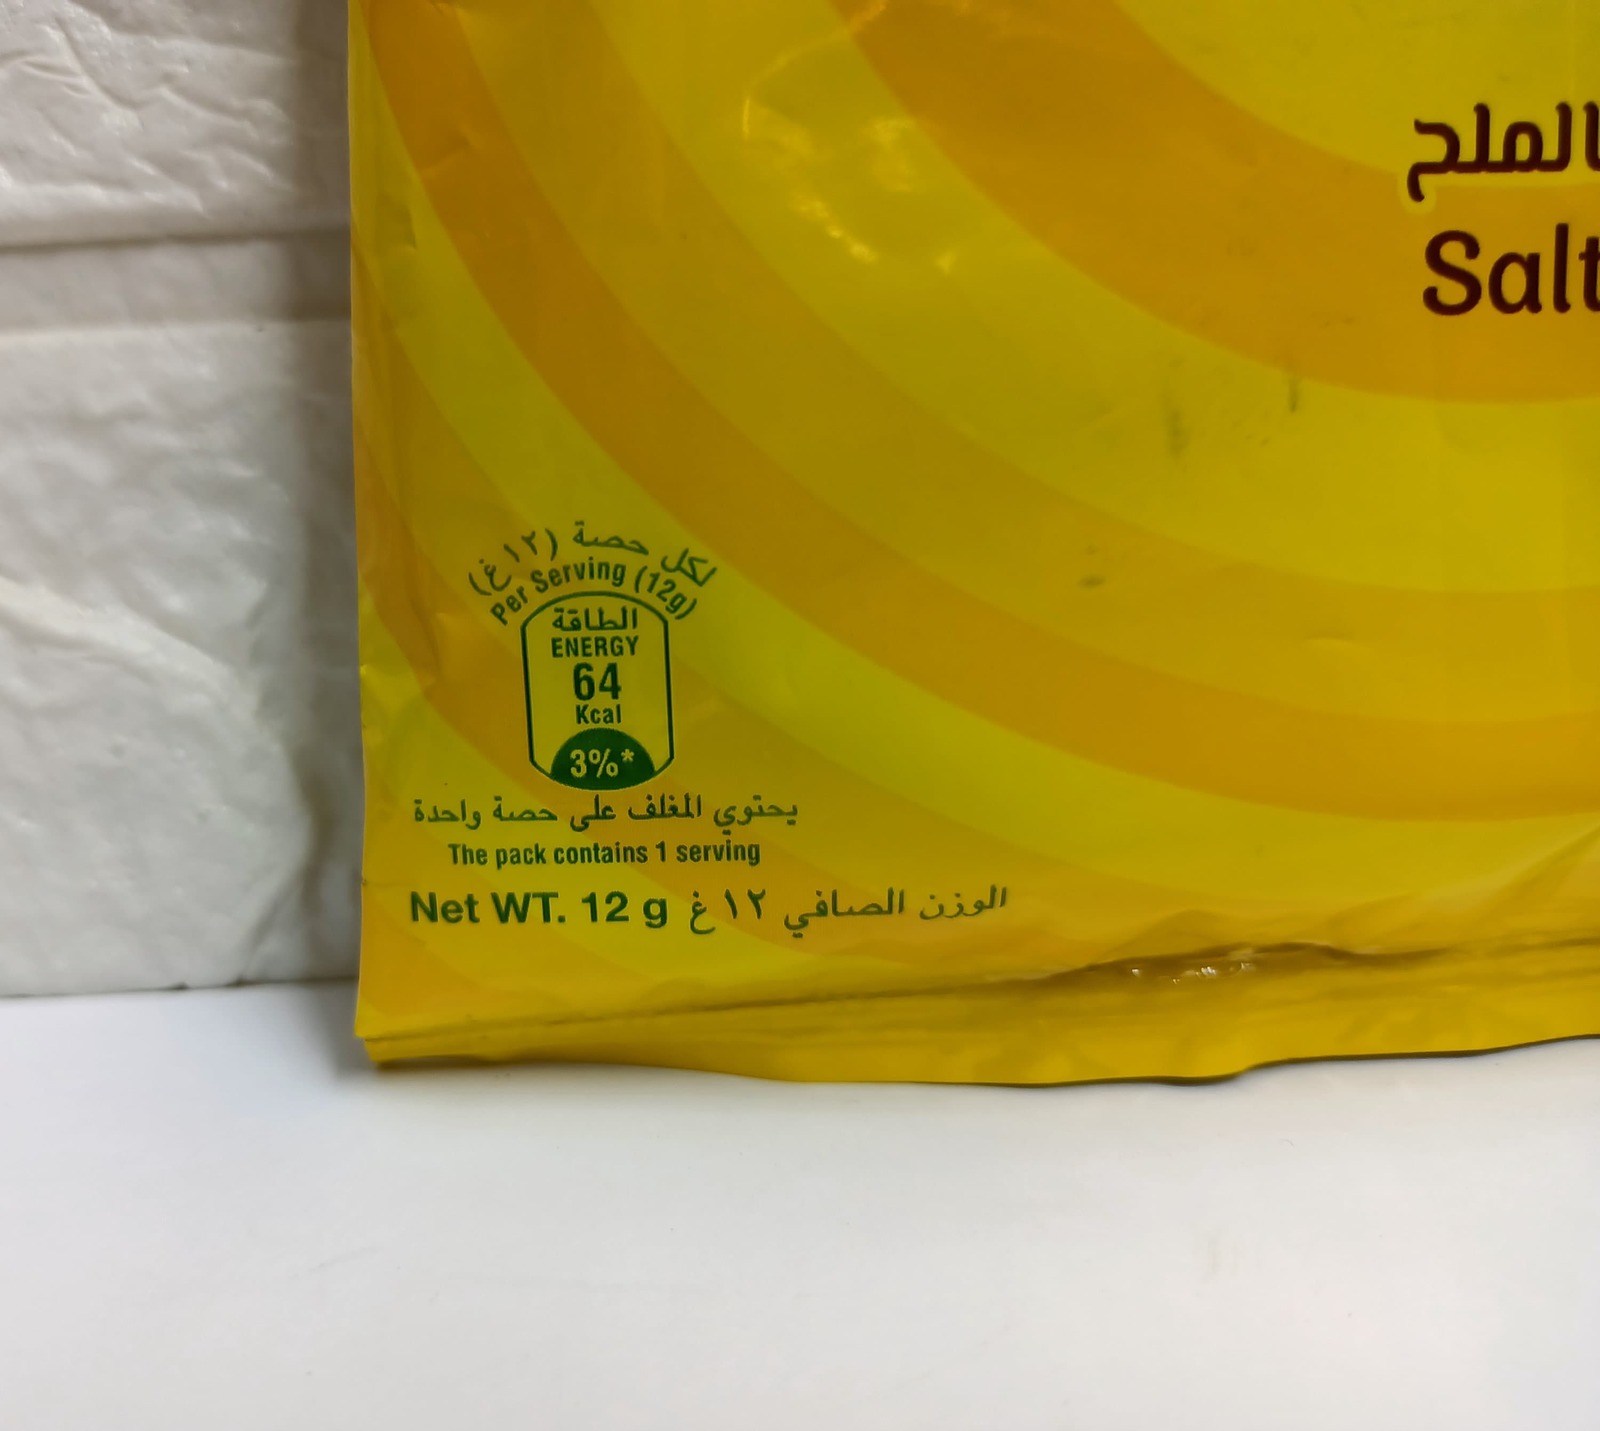 بالملح
Salt
لكل حصة (١٢ غ)
Per Serving (12g)
الطاقة
ENERGY
64
Kcal
3%*
يحتوي المغلف على حصة واحدة
The pack contains 1 serving
Net WT. 12 g الوزن الصافي ١٢ غ